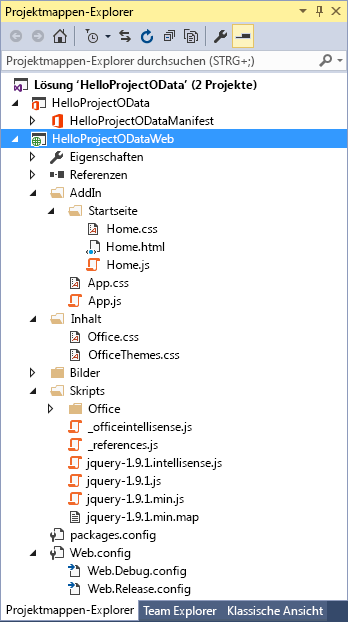 Projektmappen-Explorer
Projektmappen-Explorer durchsuchen (STRG+;)
Lösung 'HelloProjectOData' (2 Projekte)
HelloProjectOData
HelloProjectODataManifest
HelloProjectODataWeb
Eigenschaften
Referenzen
AddIn
Startseite
Home.css
Home.html
Home.js
App.css
App.js
Inhalt
Office.css
OfficeThemes.css
Bilder
Skripts
Office
_officeintellisense.js
_references.js
jquery-1.9.1.intellisense.js
jquery-1.9.1.js
jquery-1.9.1.min.js
jquery-1.9.1.min.map
packages.config
Web.config
Web.Debug.config
Web.Release.config
Projektmappen-Explorer Team Explorer Klassische Ansicht